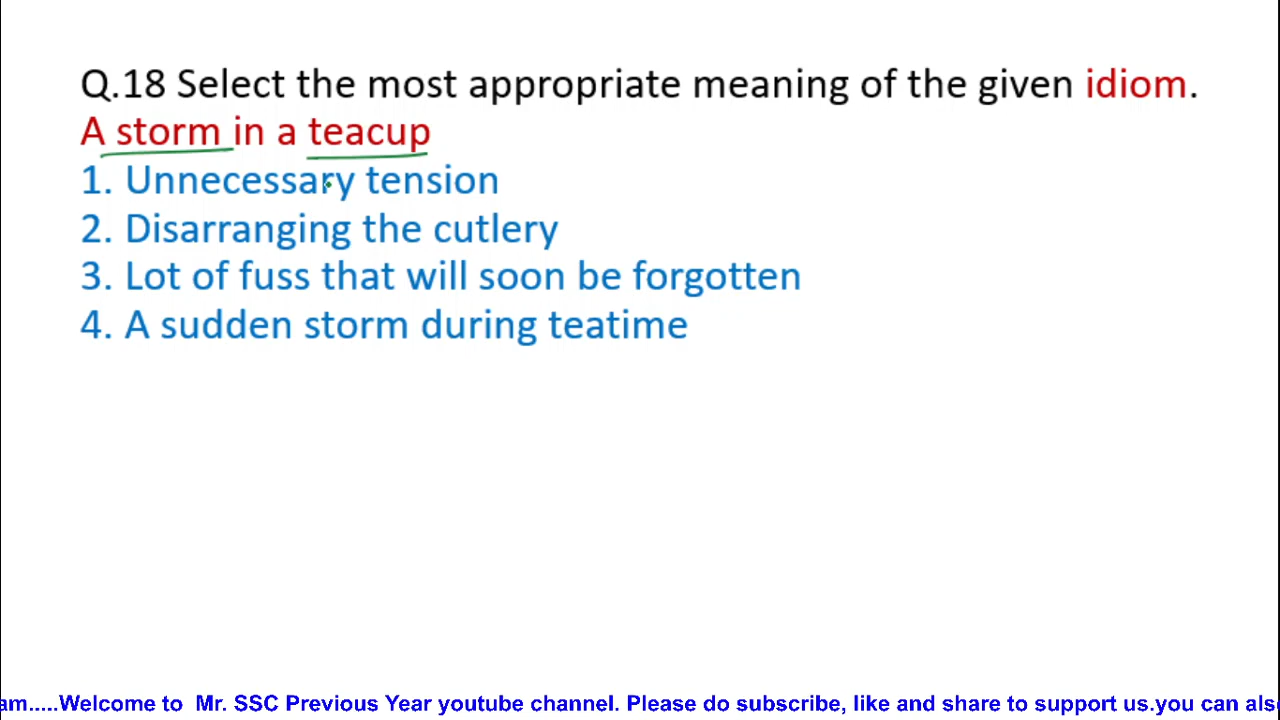 Q.18 Select the most appropriate meaning of the given idiom.
A storm in a teacup
1. Unnecessary tension
2. Disarranging the cutlery
3. Lot of fuss that will soon be forgotten
4. A sudden storm during teatime
am.....Welcome to  Mr. SSC Previous Year youtube channel. Please do subscribe, like and share to support us.you can als